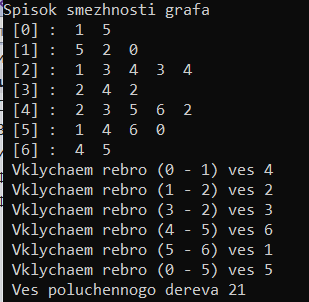 Spisok smezhnosti grafa
[0] : 1 5
[1] : 5 2 0
[2] : 1 3 4 3 4
[3] : 2 4 2
[4] : 2 3 5 6 2
[5] : 1 4 6 0
[6] : 4 5
Vklychaem rebro (0 - 1) ves 4
Vklychaem rebro (1 - 2) ves 2
Vklychaem rebro (3 - 2) ves 3
Vklychaem rebro (4 - 5) ves 6
Vklychaem rebro (5 - 6) ves 1
Vklychaem rebro (0 - 5) ves 5
Ves poluchennogo dereva 21